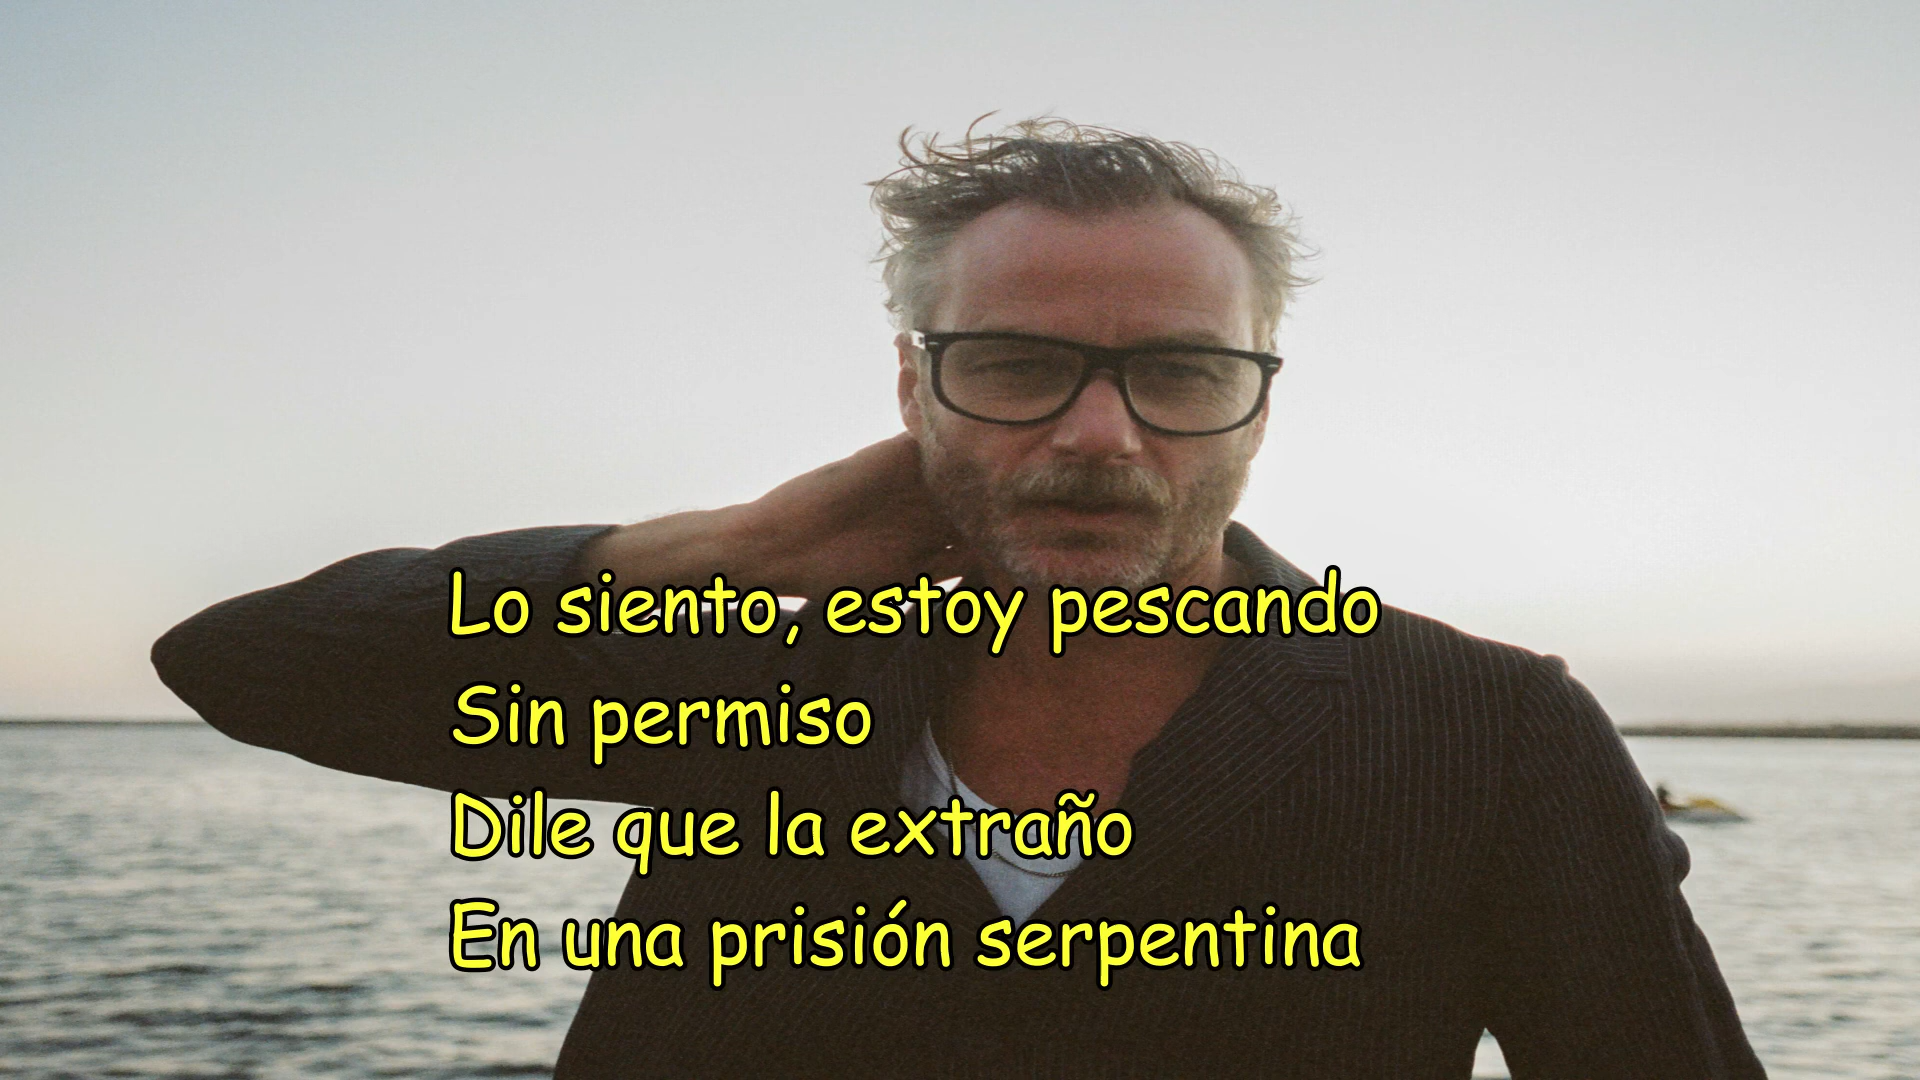 Lo siento, estoy pescando
Sin permiso
Dile que la extraño
En una prisión serpentina